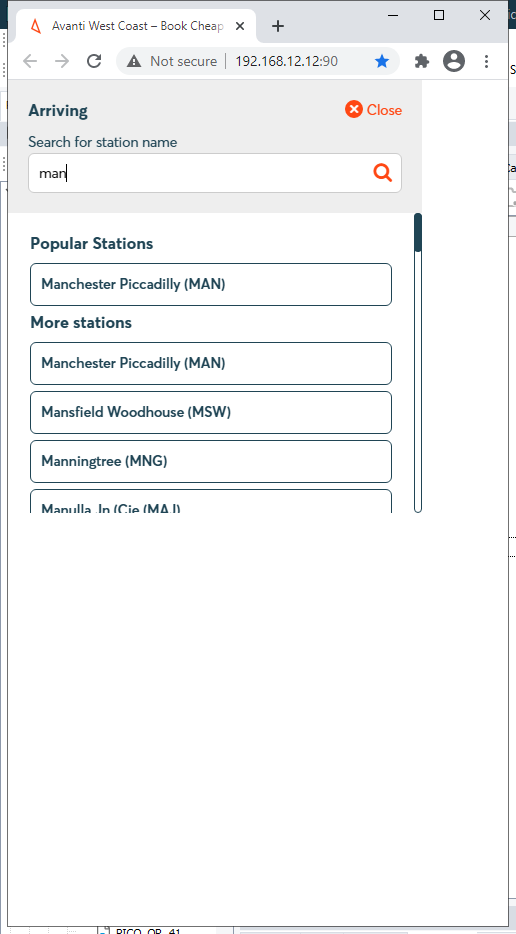 Avanti West Coast – Book Cheap
Not secure
192.168.12.12:90
Arriving
Close
Search for station name
man
Popular Stations
Manchester Piccadilly (MAN)
More stations
Manchester Piccadilly (MAN)
Mansfield Woodhouse (MSW)
Manningtree (MNG)
Manulla Jn (Cie (MAJ)